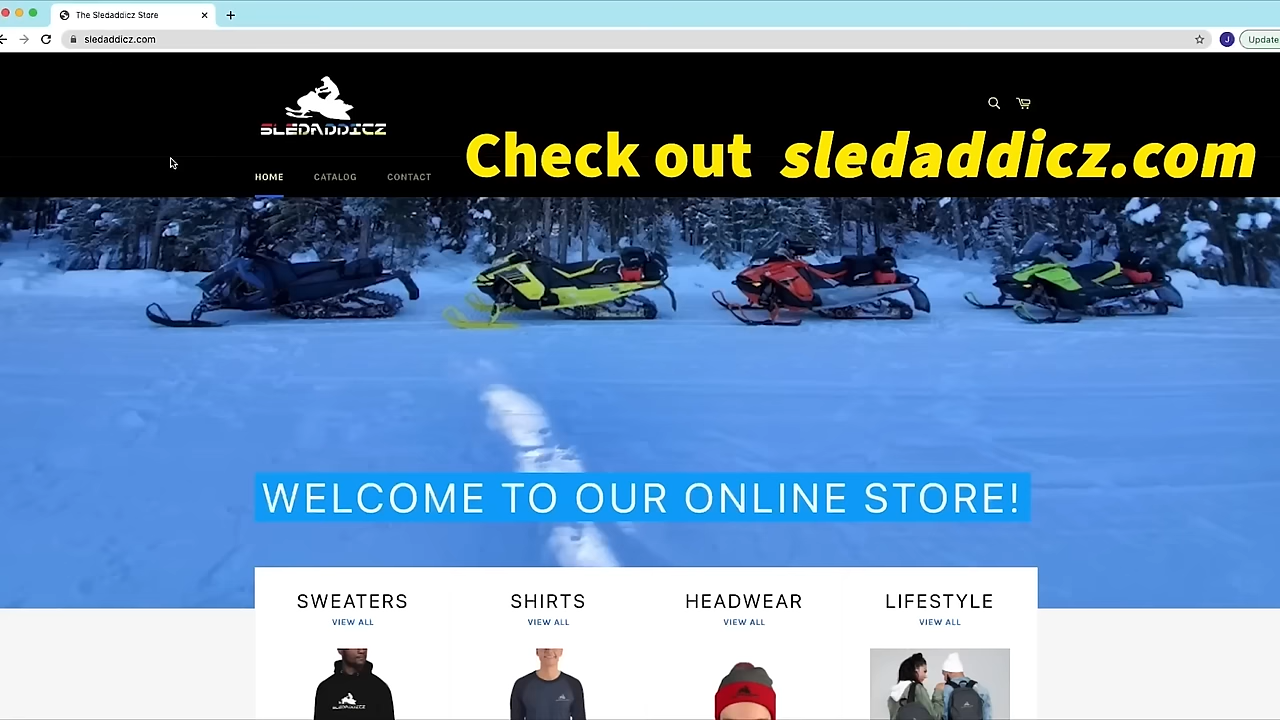 The Sledaddicz Store
sledaddicz.com
J
Update
SLEDADDICZ
Check out sledaddicz.com
HOME CATALOG CONTACT
WELCOME TO OUR ONLINE STORE!
SWEATERS SHIRTS HEADWEAR LIFESTYLE
VIEW ALL VIEW ALL VIEW ALL VIEW ALL
SLEDADDICZ